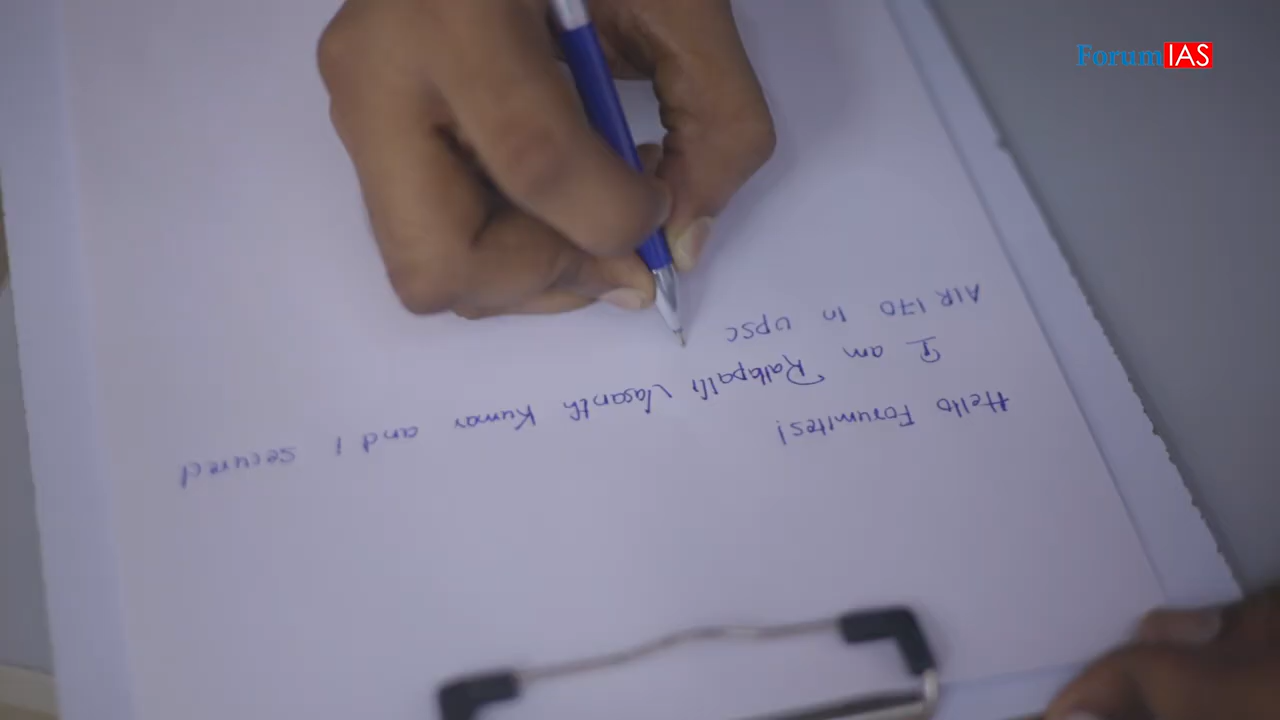 ForumIAS
Hello Forumites!
I am Rallapalli Vasanth Kumar and I secured
AIR 170 in UPSC